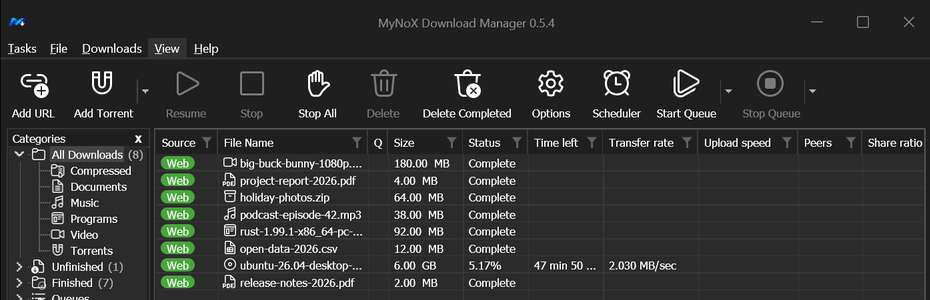 MyNoX Download Manager 0.5.4
Tasks File Downloads View Help
Add URL Add Torrent Resume Stop Stop All Delete Delete Completed Options Scheduler Start Queue Stop Queue
Categories x
All Downloads (8)
Compressed
Documents
Music
Programs
Video
Torrents
Unfinished (1)
Finished (7)
Queues
Source File Name Q Size Status Time left Transfer rate Upload speed Peers Share ratio
Web big-buck-bunny-1080p.... 180.00 MB Complete
Web project-report-2026.pdf 4.00 MB Complete
Web holiday-photos.zip 64.00 MB Complete
Web podcast-episode-42.mp3 38.00 MB Complete
Web rust-1.99.1-x86_64-pc-... 92.00 MB Complete
Web open-data-2026.csv 12.00 MB Complete
Web ubuntu-26.04-desktop-... 6.00 GB 5.17% 47 min 50 ... 2.030 MB/sec
Web release-notes-2026.pdf 2.00 MB Complete